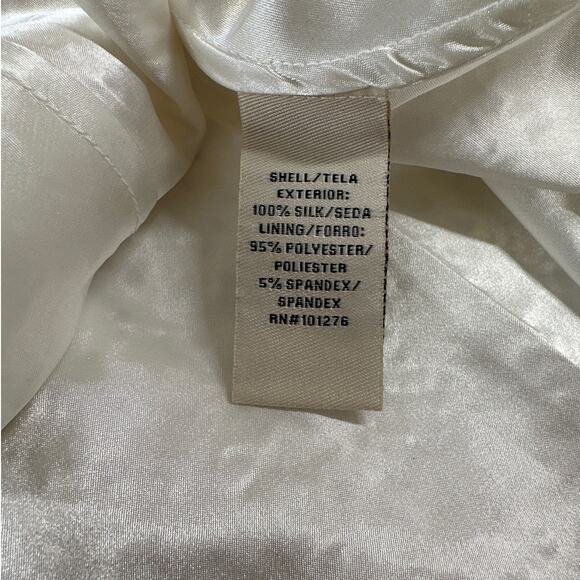 SHELL/TELA
EXTERIOR:
100% SILK/SEDA
LINING/FORRO:
95% POLYESTER/
POLIESTER
5% SPANDEX/
SPANDEX
RN#101276